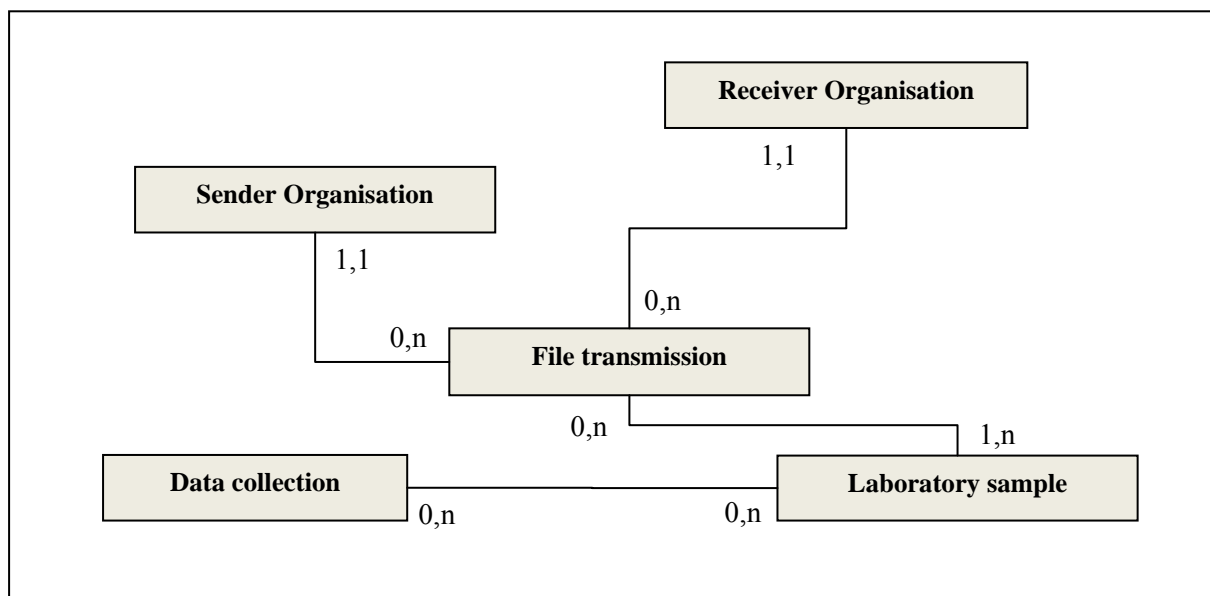 Receiver Organisation
1,1
Sender Organisation
1,1
0,n
0,n
File transmission
0,n
1,n
Data collection
Laboratory sample
0,n
0,n